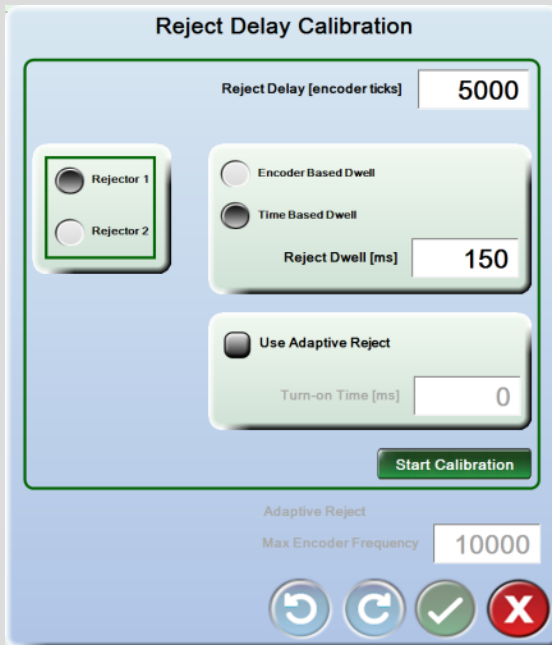 Reject Delay Calibration
Reject Delay [encoder ticks] 5000
Rejector 1
Rejector 2
Encoder Based Dwell
Time Based Dwell
Reject Dwell [ms] 150
Use Adaptive Reject
Turn-on Time [ms] 0
Start Calibration
Adaptive Reject
Max Encoder Frequency 10000